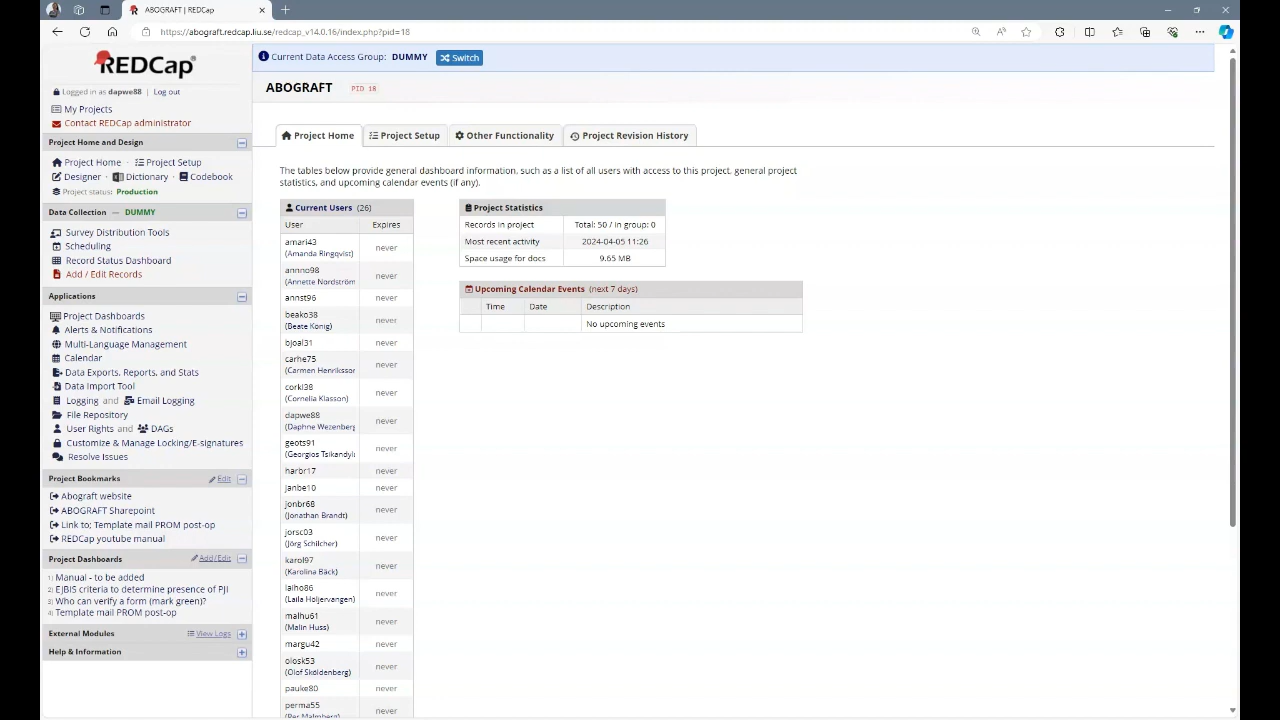 ABOGRAFT | REDCap
https://abograft.redcap.liu.se/redcap_v14.0.16/index.php?pid=18
REDCap
Logged in as dapwe88 | Log out
My Projects
Contact REDCap administrator
Project Home and Design
Project Home · Project Setup
Designer · Dictionary · Codebook
Project status: Production
Data Collection — DUMMY
Survey Distribution Tools
Scheduling
Record Status Dashboard
Add / Edit Records
Applications
Project Dashboards
Alerts & Notifications
Multi-Language Management
Calendar
Data Exports, Reports, and Stats
Data Import Tool
Logging and Email Logging
File Repository
User Rights and DAGs
Customize & Manage Locking/E-signatures
Resolve Issues
Project Bookmarks Edit
Abograft website
ABOGRAFT Sharepoint
Link to; Template mail PROM post-op
REDCap youtube manual
Project Dashboards Add/Edit
1) Manual - to be added
2) EJBIS criteria to determine presence of PJI
3) Who can verify a form (mark green)?
4) Template mail PROM post-op
External Modules View Logs
Help & Information
Current Data Access Group: DUMMY Switch
ABOGRAFT PID 18
Project Home Project Setup Other Functionality Project Revision History
The tables below provide general dashboard information, such as a list of all users with access to this project, general project
statistics, and upcoming calendar events (if any).
Current Users (26)
User Expires
amari43
(Amanda Ringqvist) never
annno98
(Annette Nordström never
annst96 never
beako38
(Beate König) never
bjoal31 never
carhe75
(Carmen Henriksson never
corkl38
(Cornelia Klasson) never
dapwe88
(Daphne Wezenberg never
geots91
(Georgios Tsikandyl never
harbr17 never
janbe10 never
jonbr68
(Jonathan Brandt) never
jorsc03
(Jörg Schilcher) never
karol97
(Karolina Bäck) never
laiho86
(Laila Höljervangen) never
malhu61
(Malin Huss) never
margu42 never
olosk53
(Olof Sköldenberg) never
pauke80 never
perma55
(Per Malmberg) never
Project Statistics
Records in project Total: 50 / In group: 0
Most recent activity 2024-04-05 11:26
Space usage for docs 9.65 MB
Upcoming Calendar Events (next 7 days)
Time Date Description
No upcoming events